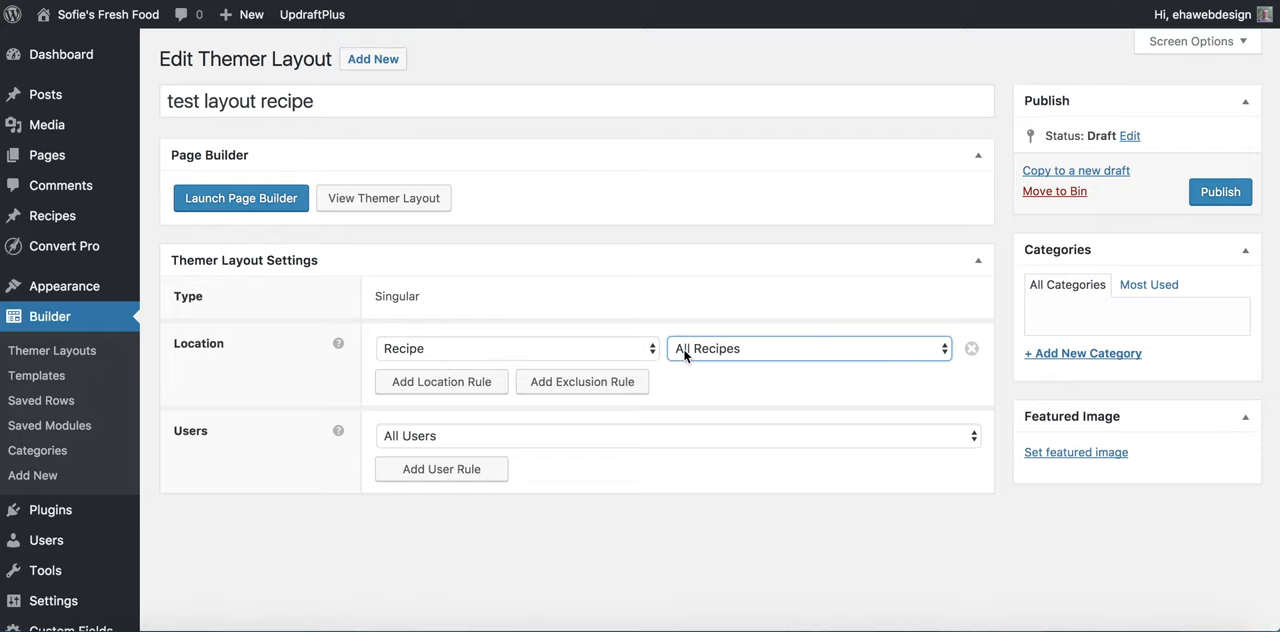 Sofie's Fresh Food 0 New UpdraftPlus Hi, ehawebdesign
Screen Options
Dashboard
Posts
Media
Pages
Comments
Recipes
Convert Pro
Appearance
Builder
Themer Layouts
Templates
Saved Rows
Saved Modules
Categories
Add New
Plugins
Users
Tools
Settings
Custom Fields
Edit Themer Layout Add New
test layout recipe
Page Builder
Launch Page Builder View Themer Layout
Themer Layout Settings
Type Singular
Location ? Recipe All Recipes
Add Location Rule Add Exclusion Rule
Users ? All Users
Add User Rule
Publish
Status: Draft Edit
Copy to a new draft
Move to Bin Publish
Categories
All Categories Most Used
+ Add New Category
Featured Image
Set featured image